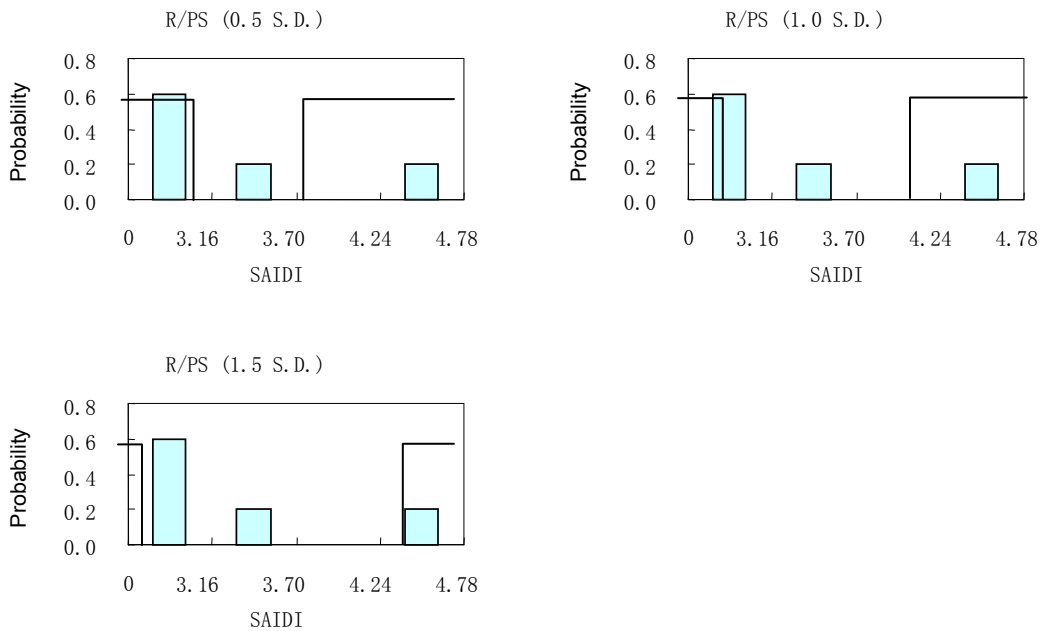 R/PS (0.5 S.D.)
Probability
0.8
0.6
0.4
0.2
0.0
0 3.16 3.70 4.24 4.78
SAIDI
R/PS (1.0 S.D.)
Probability
0.8
0.6
0.4
0.2
0.0
0 3.16 3.70 4.24 4.78
SAIDI
R/PS (1.5 S.D.)
Probability
0.8
0.6
0.4
0.2
0.0
0 3.16 3.70 4.24 4.78
SAIDI